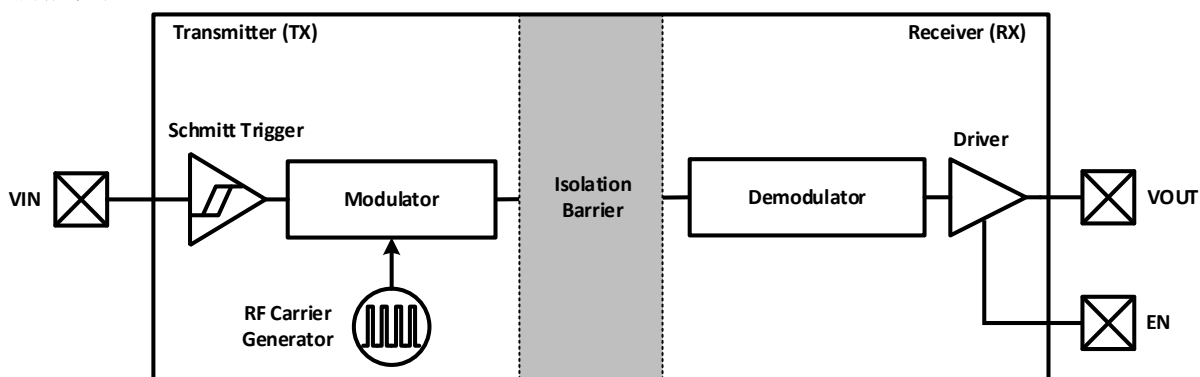 Transmitter (TX)
Receiver (RX)
Schmitt Trigger
Driver
VIN
Modulator
Isolation
Barrier
Demodulator
VOUT
RF Carrier
Generator
EN